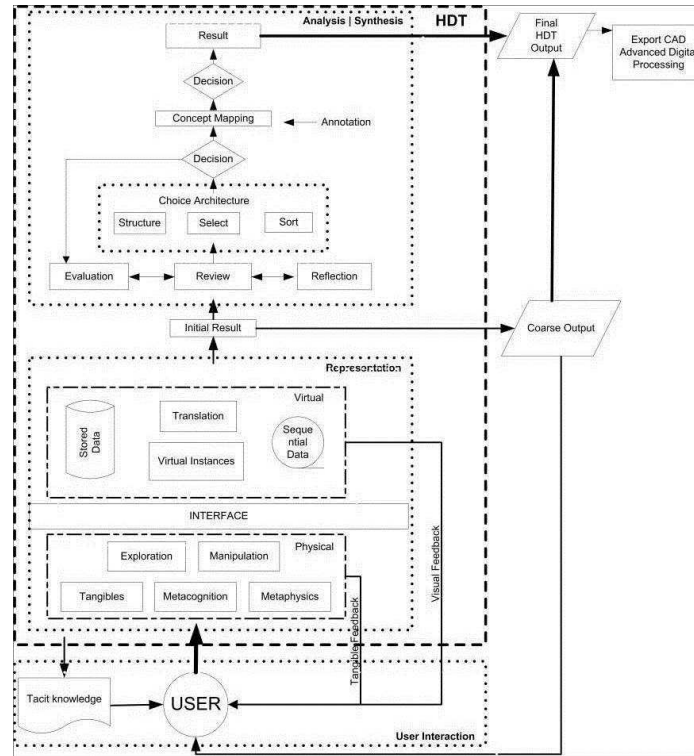 Analysis | Synthesis
HDT
Result
Final
HDT
Output
Export CAD
Advanced Digital
Processing
Decision
Concept Mapping
Annotation
Decision
Choice Architecture
Structure
Select
Sort
Evaluation
Review
Reflection
Initial Result
Coarse Output
Representation
Virtual
Stored
Data
Translation
Virtual Instances
Seque
ntial
Data
INTERFACE
Physical
Exploration
Manipulation
Tangibles
Metacognition
Metaphysics
Visual Feedback
Tangible Feedback
Tacit knowledge
USER
User Interaction